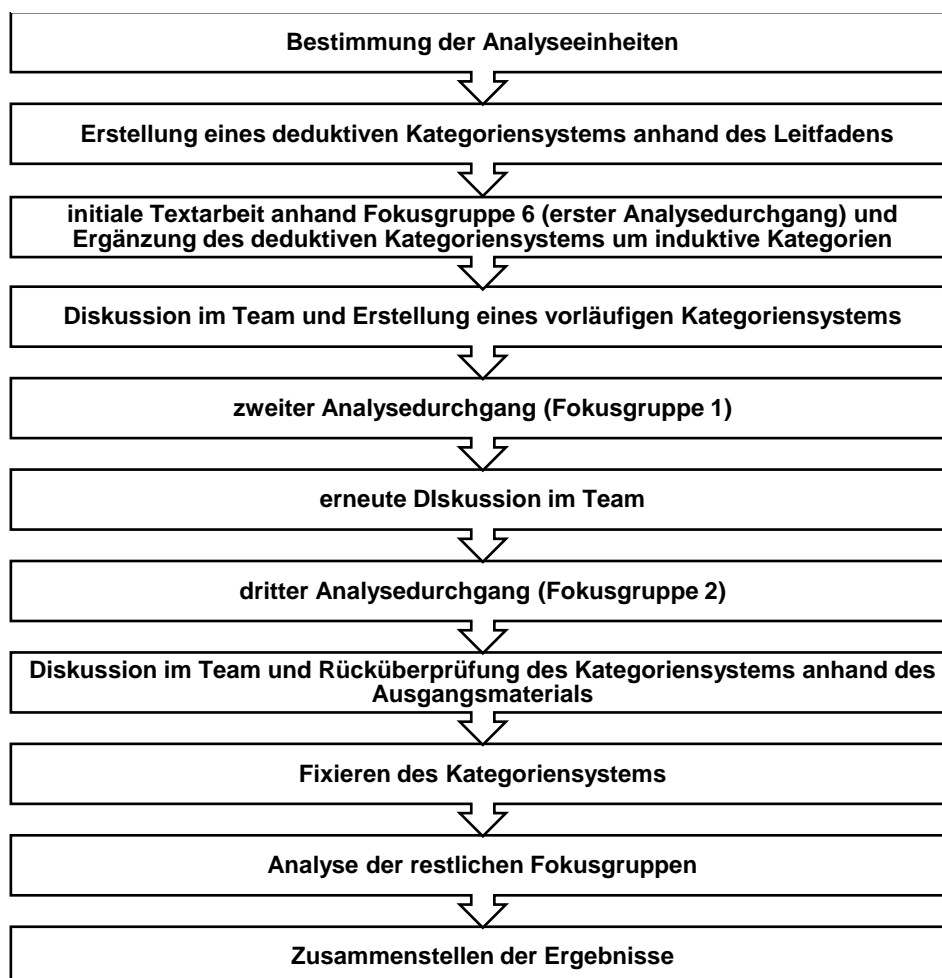 Bestimmung der Analyseeinheiten
Erstellung eines deduktiven Kategoriensystems anhand des Leitfadens
initiale Textarbeit anhand Fokusgruppe 6 (erster Analysedurchgang) und
Ergänzung des deduktiven Kategoriensystems um induktive Kategorien
Diskussion im Team und Erstellung eines vorläufigen Kategoriensystems
zweiter Analysedurchgang (Fokusgruppe 1)
erneute DIskussion im Team
dritter Analysedurchgang (Fokusgruppe 2)
Diskussion im Team und Rücküberprüfung des Kategoriensystems anhand des
Ausgangsmaterials
Fixieren des Kategoriensystems
Analyse der restlichen Fokusgruppen
Zusammenstellen der Ergebnisse